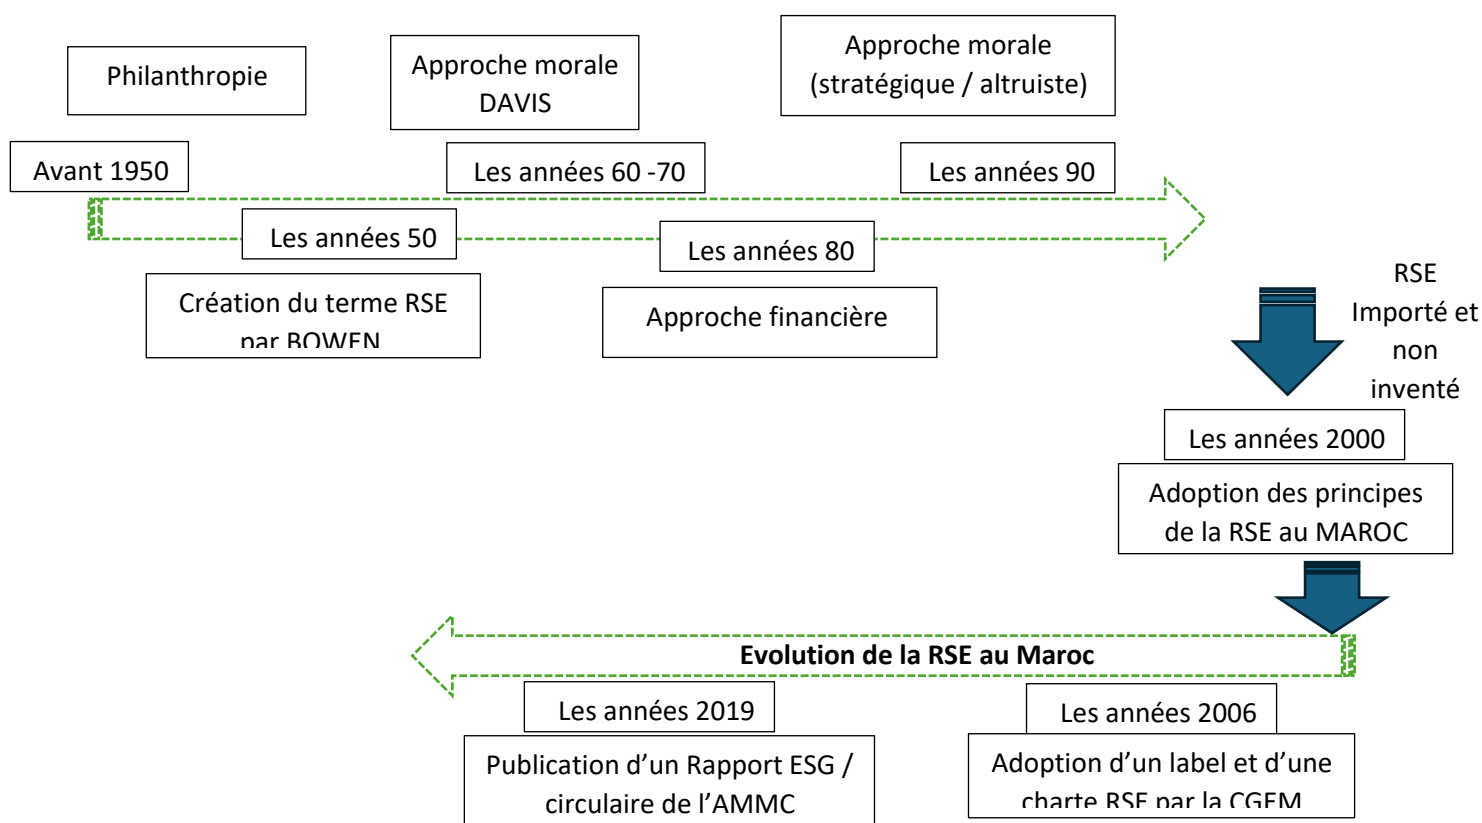 Philanthropie
Approche morale
DAVIS
Approche morale
(stratégique / altruiste)
Avant 1950
Les années 60 -70
Les années 90
Les années 50
Les années 80
Création du terme RSE
par BOWEN
Approche financière
RSE
Importé et
non
inventé
Les années 2000
Adoption des principes
de la RSE au MAROC
Evolution de la RSE au Maroc
Les années 2019
Les années 2006
Publication d’un Rapport ESG /
circulaire de l’AMMC
Adoption d’un label et d’une
charte RSE par la CGEM